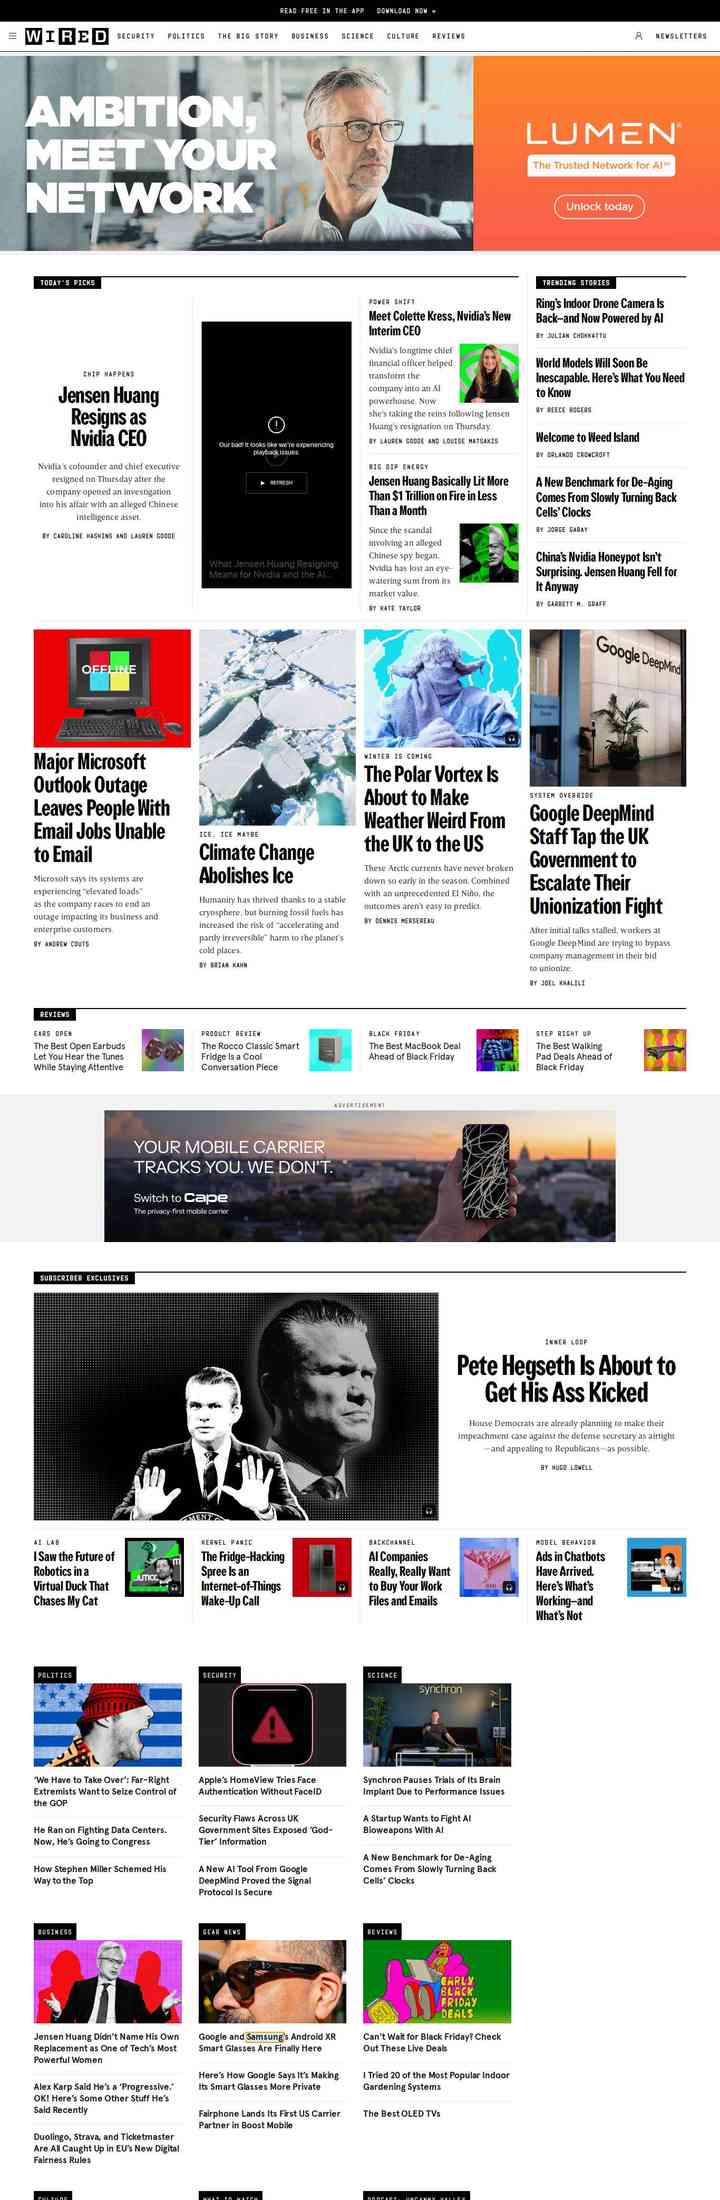 READ FREE IN THE APP DOWNLOAD NOW
WIRED
SECURITY
POLITICS
THE BIG STORY
BUSINESS
SCIENCE
CULTURE
REVIEWS
NEWSLETTERS
AMBITION,
MEET YOUR
NETWORK
LUMEN®
The Trusted Network for AI℠
Unlock today
TODAY'S PICKS
CHIP HAPPENS
Jensen Huang
Resigns as
Nvidia CEO
Nvidia's cofounder and chief executive
resigned on Thursday after the
company opened an investigation
into his affair with an alleged Chinese
intelligence asset.
BY CAROLINE HASKINS AND LAUREN GOODE
Our bad! It looks like we're experiencing
playback issues.
REFRESH
What Jensen Huang Resigning
Means for Nvidia and the AI...
POWER SHIFT
Meet Colette Kress, Nvidia's New
Interim CEO
Nvidia's longtime chief
financial officer helped
transform the
company into an AI
powerhouse. Now
she's taking the reins following Jensen
Huang's resignation on Thursday.
BY LAUREN GOODE AND LOUISE MATSAKIS
BIG DIP ENERGY
Jensen Huang Basically Lit More
Than $1 Trillion on Fire in Less
Than a Month
Since the scandal
involving an alleged
Chinese spy began,
Nvidia has lost an eye-
watering sum from its
market value.
BY KATE TAYLOR
TRENDING STORIES
Ring's Indoor Drone Camera Is
Back—and Now Powered by AI
BY JULIAN CHOKKATTU
World Models Will Soon Be
Inescapable. Here's What You Need
to Know
BY REECE ROGERS
Welcome to Weed Island
BY ORLANDO CROWCROFT
A New Benchmark for De-Aging
Comes From Slowly Turning Back
Cells' Clocks
BY JORGE GARAY
China's Nvidia Honeypot Isn't
Surprising. Jensen Huang Fell for
It Anyway
BY GARRETT M. GRAFF
OFFLINE
Major Microsoft
Outlook Outage
Leaves People With
Email Jobs Unable
to Email
Microsoft says its systems are
experiencing “elevated loads”
as the company races to end an
outage impacting its business and
enterprise customers.
BY ANDREW COUTS
ICE, ICE MAYBE
Climate Change
Abolishes Ice
Humanity has thrived thanks to a stable
cryosphere, but burning fossil fuels has
increased the risk of “accelerating and
partly irreversible” harm to the planet's
cold places.
BY BRIAN KAHN
WINTER IS COMING
The Polar Vortex Is
About to Make
Weather Weird From
the UK to the US
These Arctic currents have never broken
down so early in the season. Combined
with an unprecedented El Niño, the
outcomes aren't easy to predict.
BY DENNIS MERSEREAU
Google DeepMind
SYSTEM OVERRIDE
Google DeepMind
Staff Tap the UK
Government to
Escalate Their
Unionization Fight
After initial talks stalled, workers at
Google DeepMind are trying to bypass
company management in their bid
to unionize.
BY JOEL KHALILI
REVIEWS
EARS OPEN
The Best Open Earbuds
Let You Hear the Tunes
While Staying Attentive
PRODUCT REVIEW
The Rocco Classic Smart
Fridge Is a Cool
Conversation Piece
BLACK FRIDAY
The Best MacBook Deal
Ahead of Black Friday
STEP RIGHT UP
The Best Walking
Pad Deals Ahead of
Black Friday
ADVERTISEMENT
YOUR MOBILE CARRIER
TRACKS YOU. WE DON'T.
Switch to Cape
The privacy-first mobile carrier
SUBSCRIBER EXCLUSIVES
INNER LOOP
Pete Hegseth Is About to
Get His Ass Kicked
House Democrats are already planning to make their
impeachment case against the defense secretary as airtight
—and appealing to Republicans—as possible.
BY HUGO LOWELL
AI LAB
I Saw the Future of
Robotics in a
Virtual Duck That
Chases My Cat
KERNEL PANIC
The Fridge-Hacking
Spree Is an
Internet-of-Things
Wake-Up Call
BACKCHANNEL
AI Companies
Really, Really Want
to Buy Your Work
Files and Emails
MODEL BEHAVIOR
Ads in Chatbots
Have Arrived.
Here's What's
Working—and
What's Not
POLITICS
'We Have to Take Over': Far-Right
Extremists Want to Seize Control of
the GOP
He Ran on Fighting Data Centers.
Now, He's Going to Congress
How Stephen Miller Schemed His
Way to the Top
SECURITY
Apple's HomeView Tries Face
Authentication Without FaceID
Security Flaws Across UK
Government Sites Exposed 'God-
Tier' Information
A New AI Tool From Google
DeepMind Proved the Signal
Protocol Is Secure
SCIENCE
synchron
Synchron Pauses Trials of Its Brain
Implant Due to Performance Issues
A Startup Wants to Fight AI
Bioweapons With AI
A New Benchmark for De-Aging
Comes From Slowly Turning Back
Cells' Clocks
BUSINESS
Jensen Huang Didn't Name His Own
Replacement as One of Tech's Most
Powerful Women
Alex Karp Said He's a 'Progressive.'
OK! Here's Some Other Stuff He's
Said Recently
Duolingo, Strava, and Ticketmaster
Are All Caught Up in EU's New Digital
Fairness Rules
GEAR NEWS
Google and Samsung's Android XR
Smart Glasses Are Finally Here
Here's How Google Says It's Making
Its Smart Glasses More Private
Fairphone Lands Its First US Carrier
Partner in Boost Mobile
REVIEWS
EARLY
BLACK
FRIDAY
DEALS
Can't Wait for Black Friday? Check
Out These Live Deals
I Tried 20 of the Most Popular Indoor
Gardening Systems
The Best OLED TVs
CULTURE
WHAT TO WATCH
PODCAST: UNCANNY VALLEY